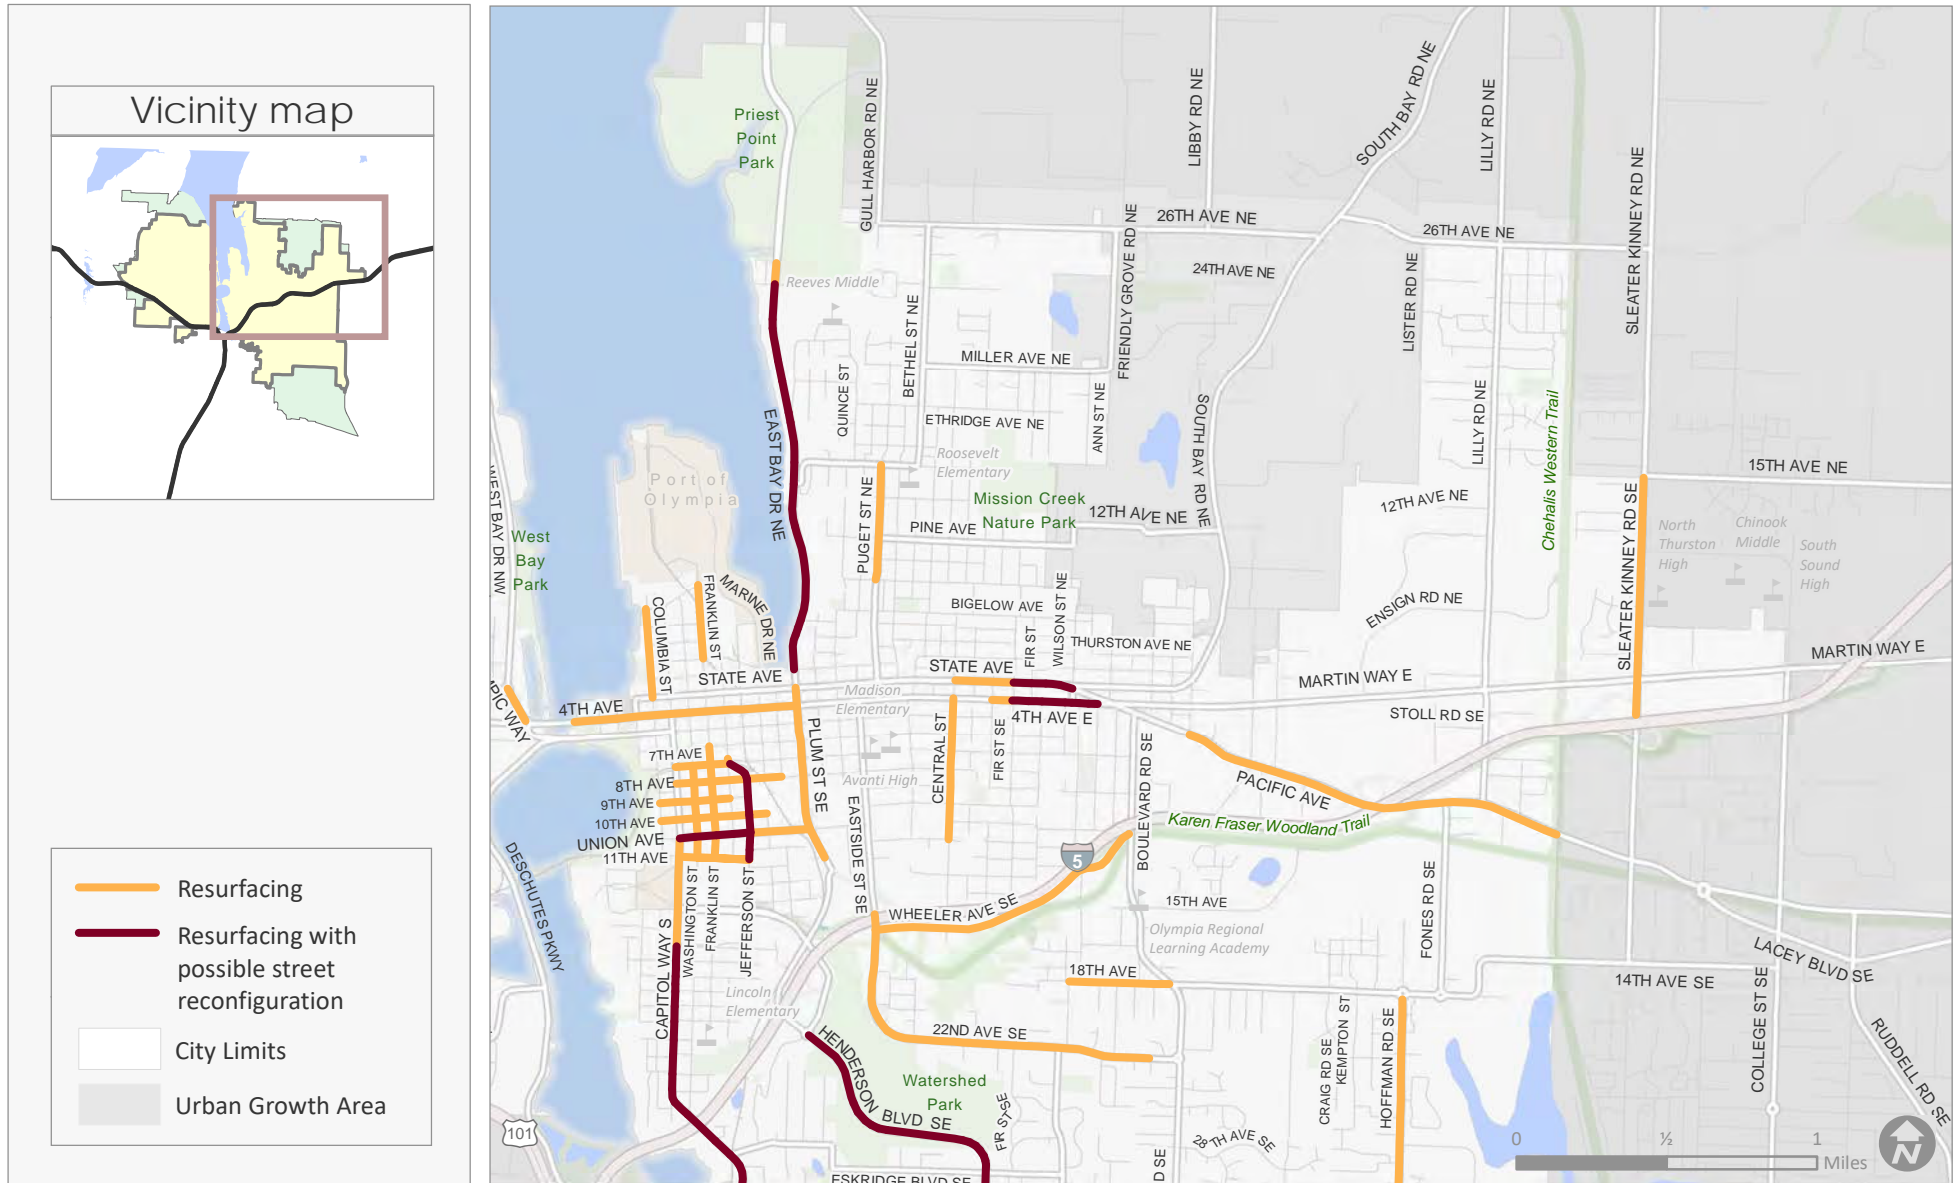 Vicinity map
Resurfacing
Resurfacing with
possible street
reconfiguration
City Limits
Urban Growth Area
Priest
Point
Park
GULL HARBOR RD NE
LIBBY RD NE
SOUTH BAY RD NE
LILLY RD NE
SLEATER KINNEY RD NE
26TH AVE NE
26TH AVE NE
24TH AVE NE
FRIENDLY GROVE RD NE
LISTER RD NE
Reeves Middle
BETHEL ST NE
MILLER AVE NE
QUINCE ST
ANN ST NE
ETHRIDGE AVE NE
SOUTH BAY RD NE
LILLY RD NE
Chehalis Western Trail
EAST BAY DR NE
Roosevelt
Elementary
Port of
Olympia
15TH AVE NE
WEST BAY DR NW
West
Bay
Park
PUGET ST NE
Mission Creek
Nature Park
12TH AVE NE
12TH AVE NE
PINE AVE
SLEATER KINNEY RD SE
North
Thurston
High
Chinook
Middle
South
Sound
High
COLUMBIA ST
FRANKLIN ST
MARINE DR NE
BIGELOW AVE
FIR ST
WILSON ST NE
THURSTON AVE NE
ENSIGN RD NE
STATE AVE
STATE AVE
MARTIN WAY E
MARTIN WAY E
4TH AVE
Madison
Elementary
4TH AVE E
STOLL RD SE
PIC WAY
7TH AVE
8TH AVE
9TH AVE
10TH AVE
UNION AVE
11TH AVE
PLUM ST SE
Avanti High
EASTSIDE ST SE
CENTRAL ST
FIR ST SE
BOULEVARD RD SE
PACIFIC AVE
Karen Fraser Woodland Trail
5
DESCHUTES PKWY
CAPITOL WAY S
WASHINGTON ST
FRANKLIN ST
JEFFERSON ST
WHEELER AVE SE
15TH AVE
Olympia Regional
Learning Academy
FONES RD SE
18TH AVE
14TH AVE SE
LACEY BLVD SE
COLLEGE ST SE
RUDDELL RD SE
Lincoln
Elementary
22ND AVE SE
HENDERSON BLVD SE
Watershed
Park
FIR ST SE
CRAIG RD SE
KEMPTON ST
HOFFMAN RD SE
28TH AVE SE
101
ESKRIDGE BLVD SE
D SE
0 ½ 1
Miles
N